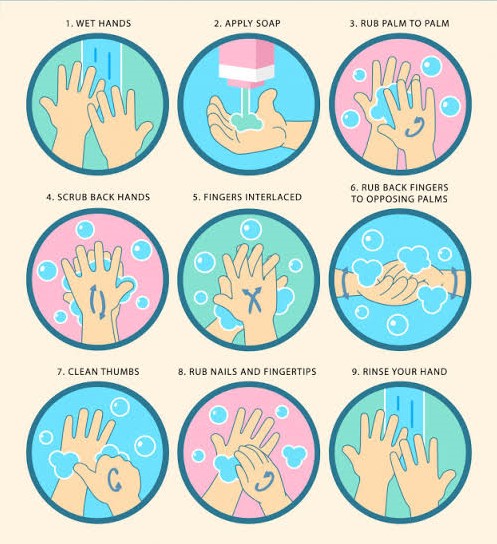 1. WET HANDS
2. APPLY SOAP
3. RUB PALM TO PALM
4. SCRUB BACK HANDS
5. FINGERS INTERLACED
6. RUB BACK FINGERS
TO OPPOSING PALMS
7. CLEAN THUMBS
8. RUB NAILS AND FINGERTIPS
9. RINSE YOUR HAND